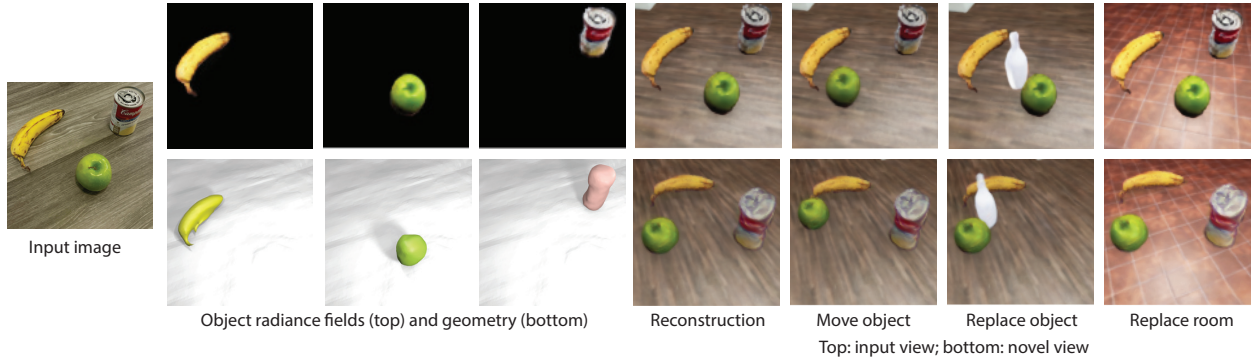 Input image
Object radiance fields (top) and geometry (bottom)
Reconstruction
Move object
Replace object
Replace room
Top: input view; bottom: novel view